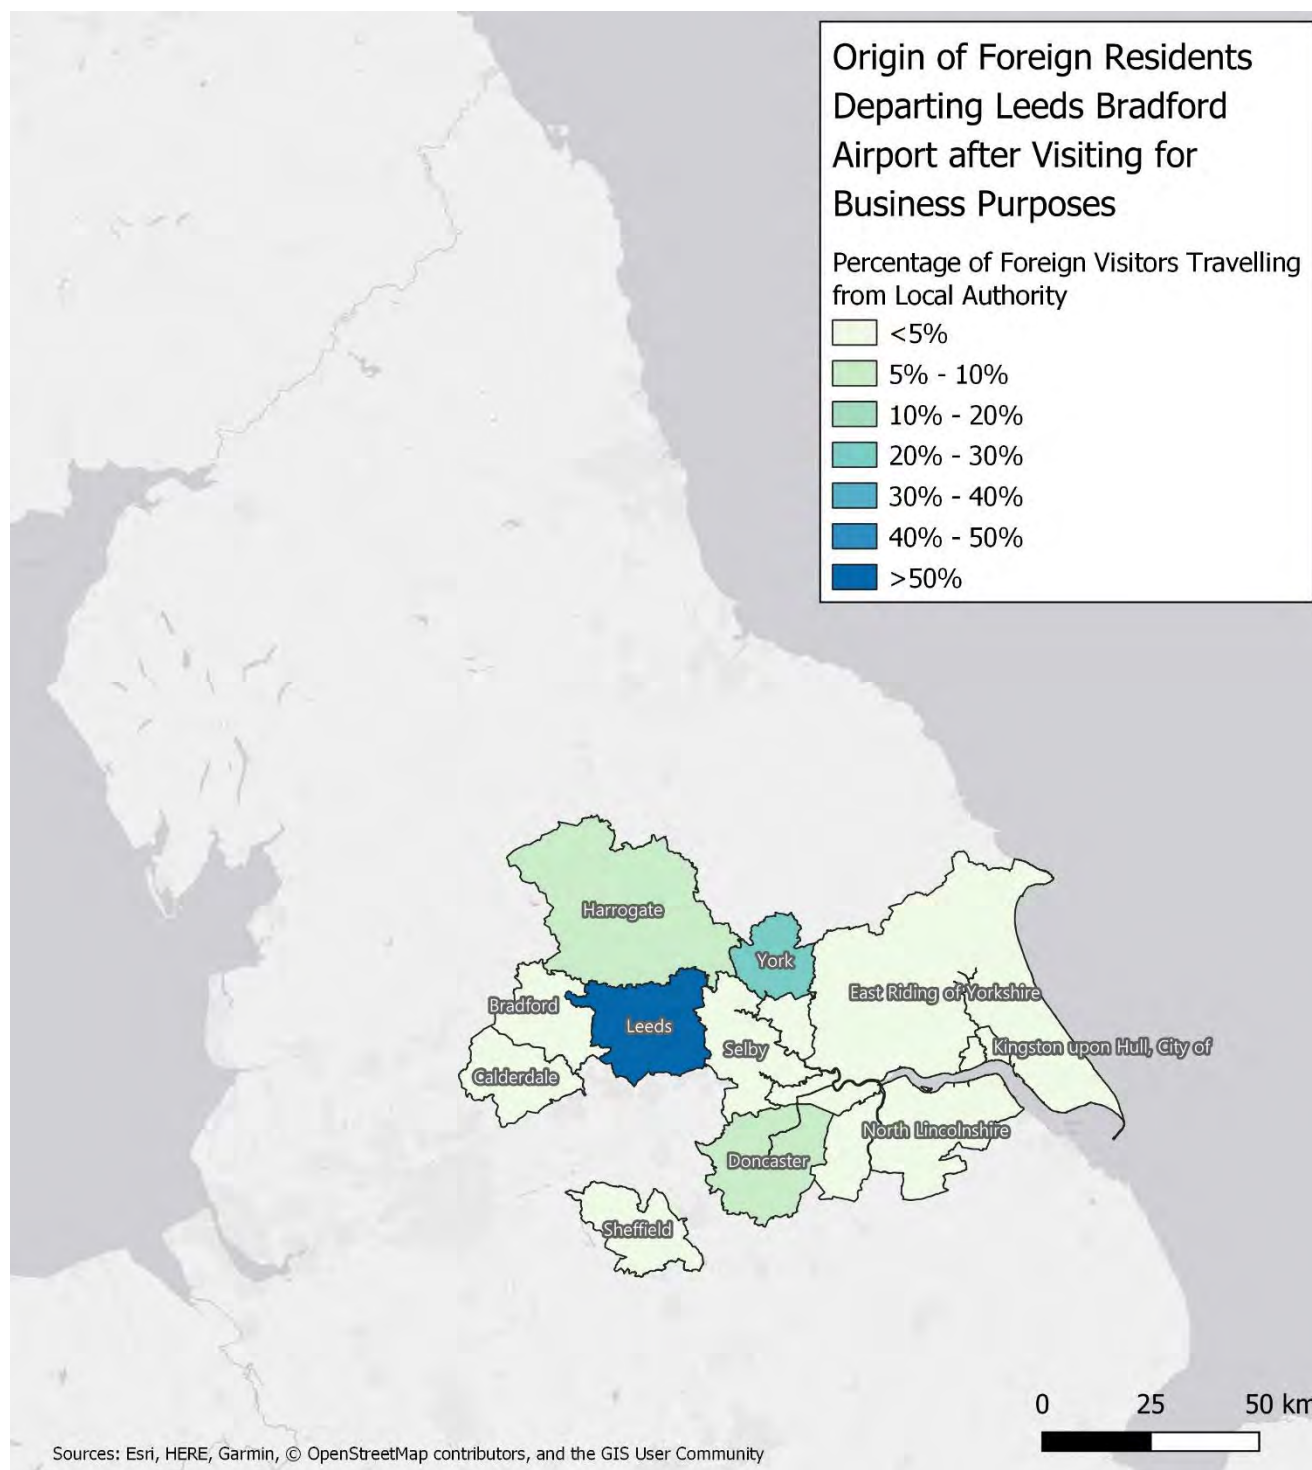 Origin of Foreign Residents
Departing Leeds Bradford
Airport after Visiting for
Business Purposes
Percentage of Foreign Visitors Travelling
from Local Authority
<5%
5% - 10%
10% - 20%
20% - 30%
30% - 40%
40% - 50%
>50%
Harrogate
York
Bradford
East Riding of Yorkshire
Leeds
Selby
Kingston upon Hull, City of
Calderdale
North Lincolnshire
Doncaster
Sheffield
0 25 50 km
Sources: Esri, HERE, Garmin, © OpenStreetMap contributors, and the GIS User Community